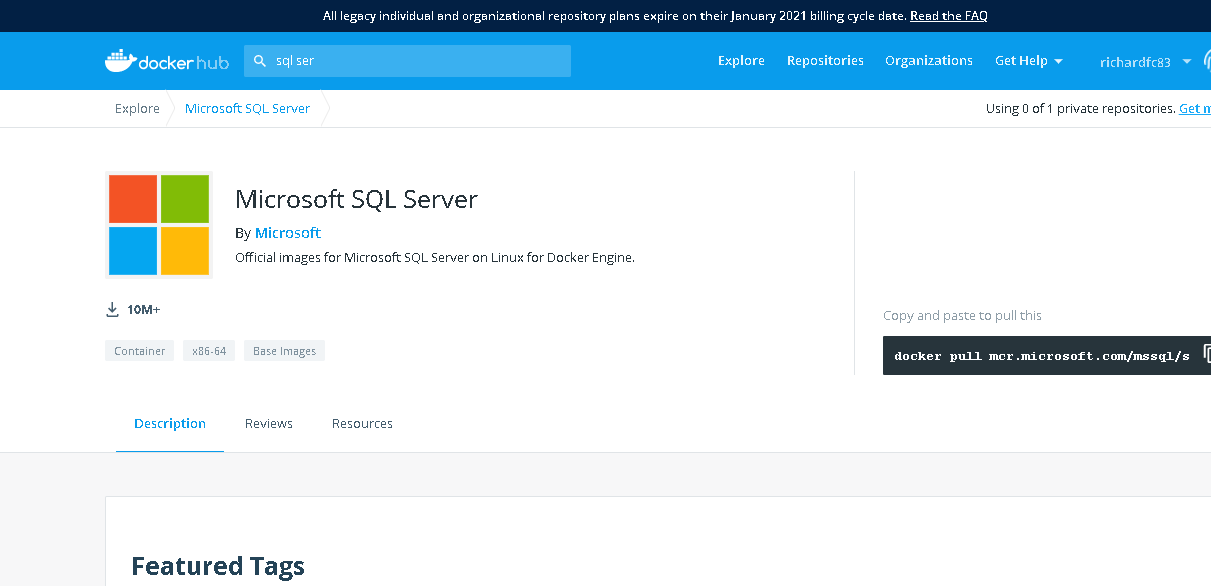 All legacy individual and organizational repository plans expire on their January 2021 billing cycle date. Read the FAQ
docker hub sql ser Explore Repositories Organizations Get Help richardfc83
Explore Microsoft SQL Server Using 0 of 1 private repositories. Get m
Microsoft SQL Server
By Microsoft
Official images for Microsoft SQL Server on Linux for Docker Engine.
10M+
Copy and paste to pull this
Container x86-64 Base Images
docker pull mcr.microsoft.com/mssql/s
Description Reviews Resources
Featured Tags